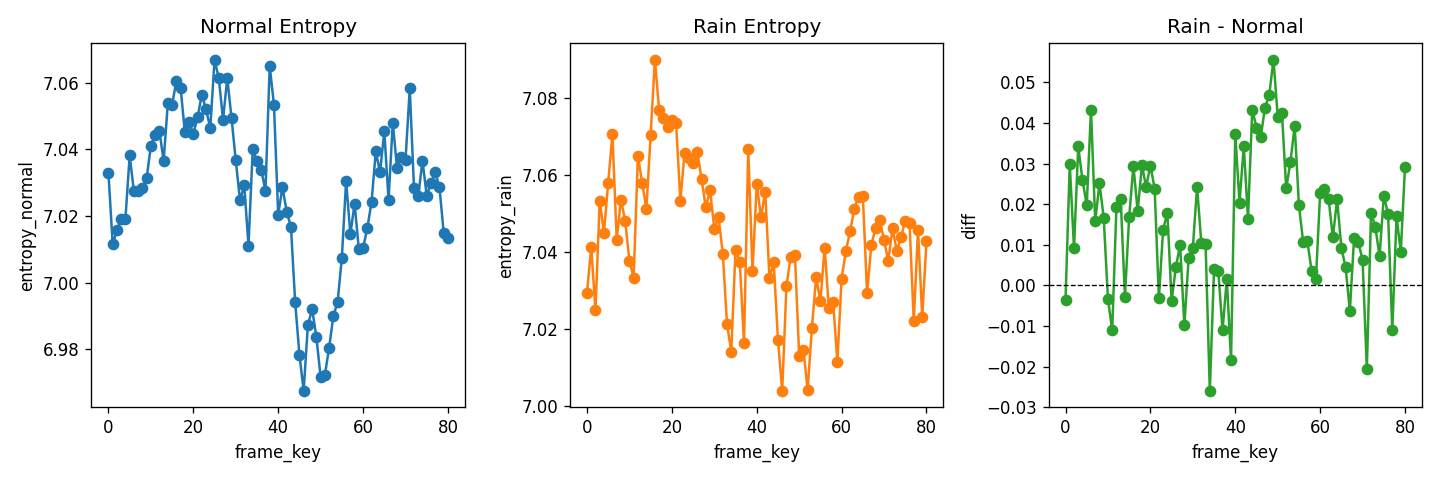 Normal Entropy
entropy_normal
7.06
7.04
7.02
7.00
6.98
0 20 40 60 80
frame_key
Rain Entropy
entropy_rain
7.08
7.06
7.04
7.02
7.00
0 20 40 60 80
frame_key
Rain - Normal
diff
0.05
0.04
0.03
0.02
0.01
0.00
−0.01
−0.02
−0.03
0 20 40 60 80
frame_key